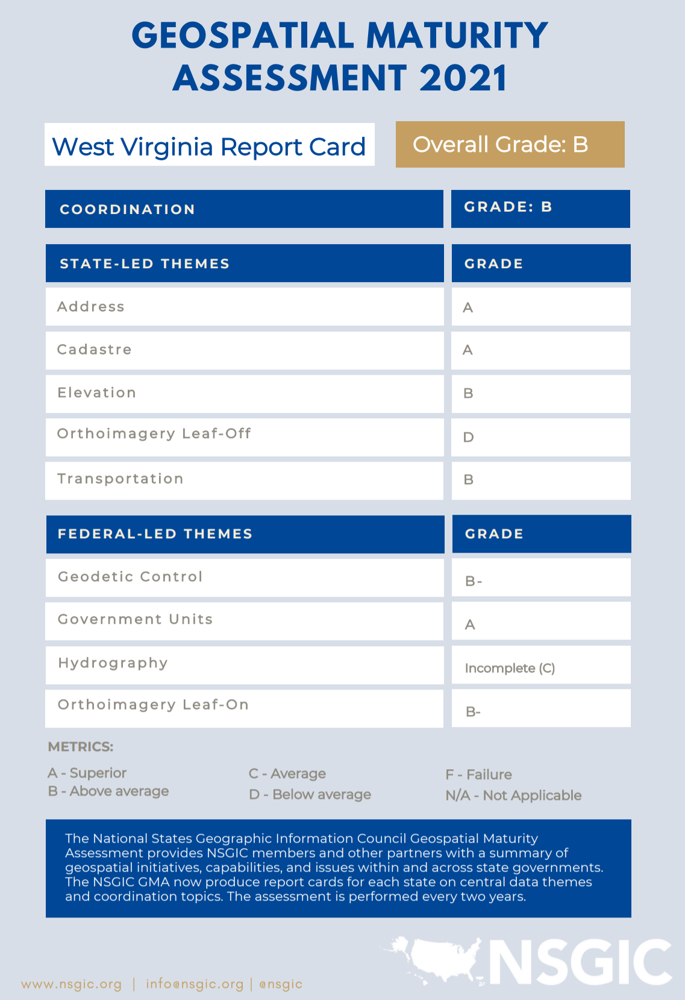 GEOSPATIAL MATURITY
ASSESSMENT 2021
West Virginia Report Card
Overall Grade: B
COORDINATION
GRADE: B
STATE-LED THEMES
GRADE
Address
A
Cadastre
A
Elevation
B
Orthoimagery Leaf-Off
D
Transportation
B
FEDERAL-LED THEMES
GRADE
Geodetic Control
B-
Government Units
A
Hydrography
Incomplete (C)
Orthoimagery Leaf-On
B-
METRICS:
A - Superior
B - Above average
C - Average
D - Below average
F - Failure
N/A - Not Applicable
The National States Geographic Information Council Geospatial Maturity
Assessment provides NSGIC members and other partners with a summary of
geospatial initiatives, capabilities, and issues within and across state governments.
The NSGIC GMA now produce report cards for each state on central data themes
and coordination topics. The assessment is performed every two years.
NSGIC
www.nsgic.org | info@nsgic.org | @nsgic